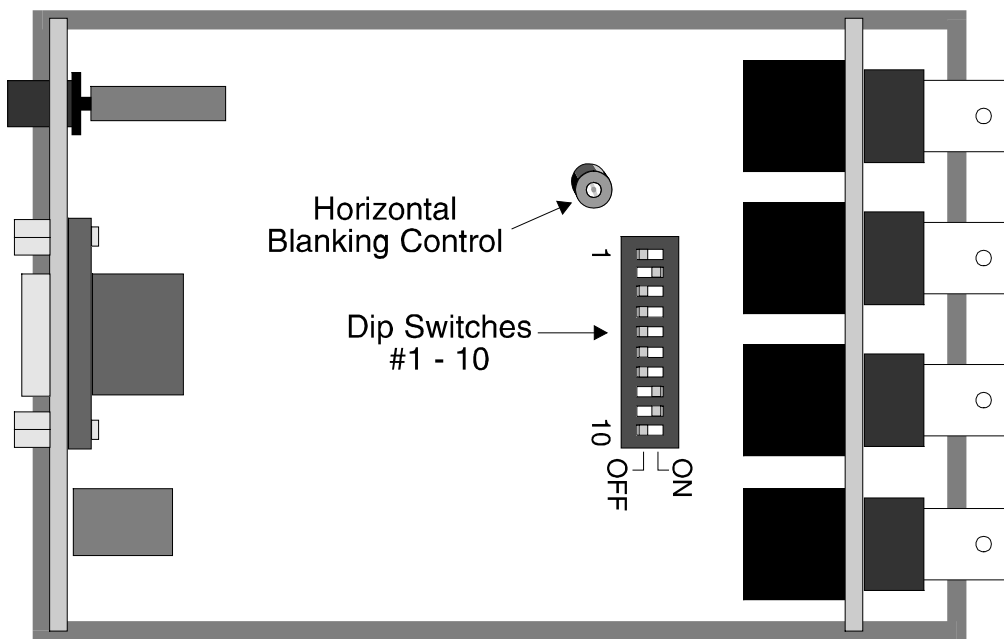 Horizontal
Blanking Control
1
Dip Switches
#1 - 10
10
OFF
ON